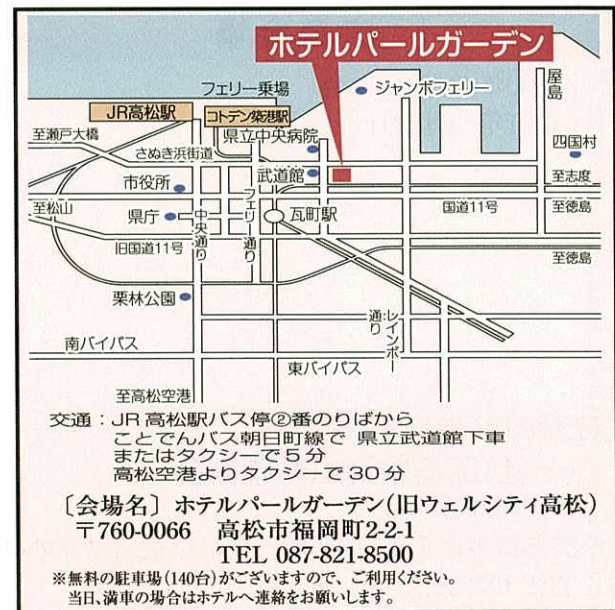 ホテルパールガーデン
フェリー乗場
ジャンボフェリー
屋島
JR高松駅
コトデン築港駅
至瀬戸大橋
さぬき浜街道
県立中央病院
四国村
市役所
武道館
至志度
至松山
県庁
中央通り
フェリー通り
瓦町駅
国道11号
至徳島
旧国道11号
至徳島
栗林公園
レインボー通り
南バイパス
東バイパス
至高松空港
交通：JR高松駅バス停②番のりばから
ことでんバス朝日町線で 県立武道館下車
またはタクシーで5分
高松空港よりタクシーで30分
〔会場名〕ホテルパールガーデン(旧ウェルシティ高松)
〒760-0066 高松市福岡町2-2-1
TEL 087-821-8500
※無料の駐車場(140台)がございますので、ご利用ください。
当日、満車の場合はホテルへ連絡をお願いします。